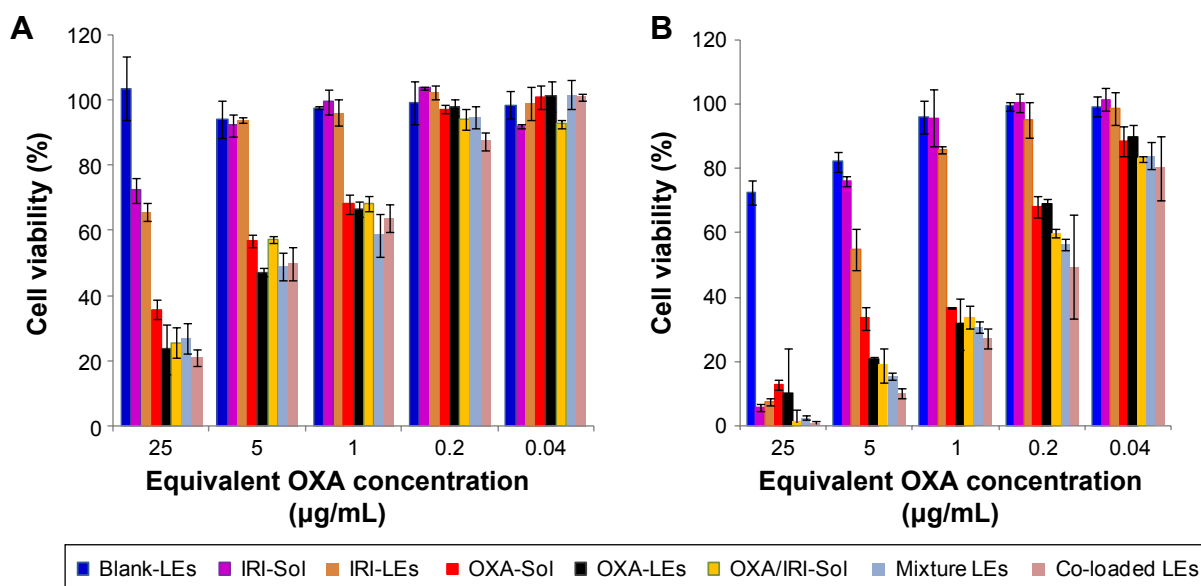 A
Cell viability (%)
120
100
80
60
40
20
0
25 5 1 0.2 0.04
Equivalent OXA concentration
(µg/mL)
B
Cell viability (%)
120
100
80
60
40
20
0
25 5 1 0.2 0.04
Equivalent OXA concentration
(µg/mL)
Blank-LEs IRI-Sol IRI-LEs OXA-Sol OXA-LEs OXA/IRI-Sol Mixture LEs Co-loaded LEs